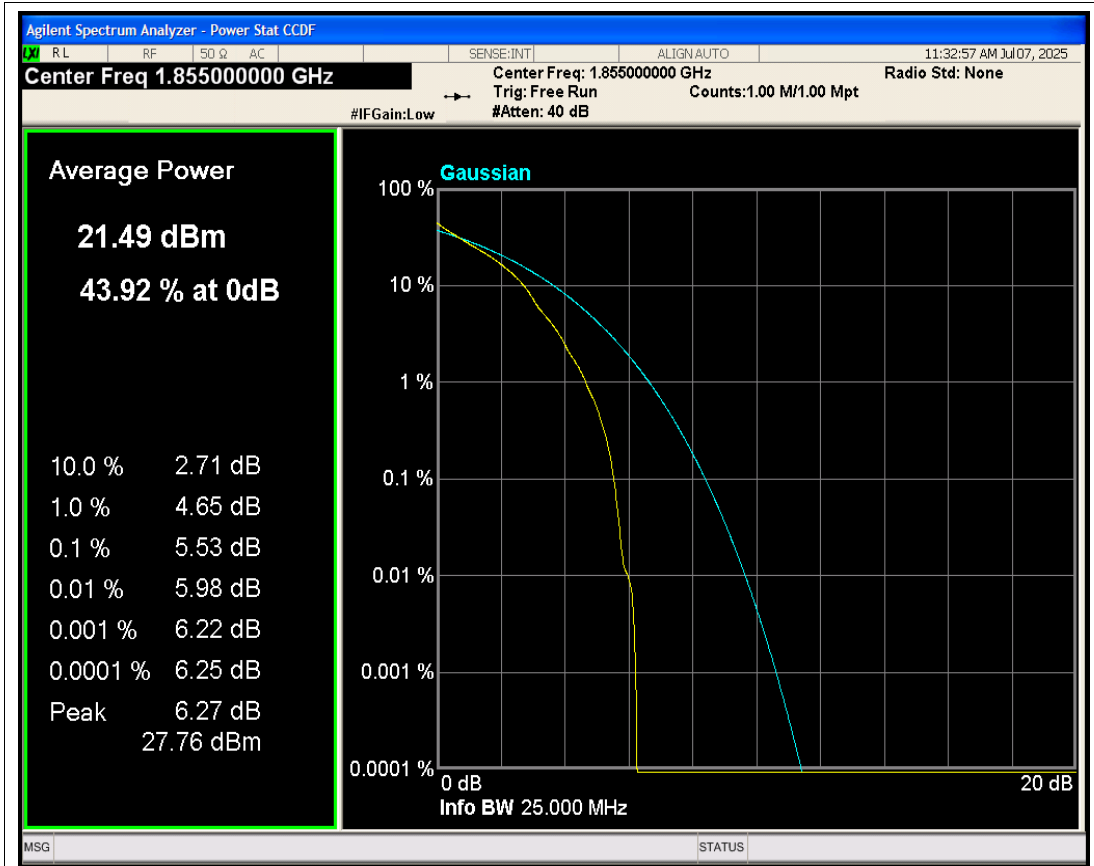 Agilent Spectrum Analyzer - Power Stat CCDF
LXI RL RF 50 Ω AC SENSE:INT ALIGN AUTO 11:32:57 AM Jul 07, 2025
Center Freq 1.855000000 GHz
Center Freq: 1.855000000 GHz Radio Std: None
Trig: Free Run Counts:1.00 M/1.00 Mpt
#IFGain:Low #Atten: 40 dB
Average Power
21.49 dBm
43.92 % at 0dB
10.0 % 2.71 dB
1.0 % 4.65 dB
0.1 % 5.53 dB
0.01 % 5.98 dB
0.001 % 6.22 dB
0.0001 % 6.25 dB
Peak 6.27 dB
27.76 dBm
Gaussian
100 %
10 %
1 %
0.1 %
0.01 %
0.001 %
0.0001 %
0 dB 20 dB
Info BW 25.000 MHz
MSG STATUS